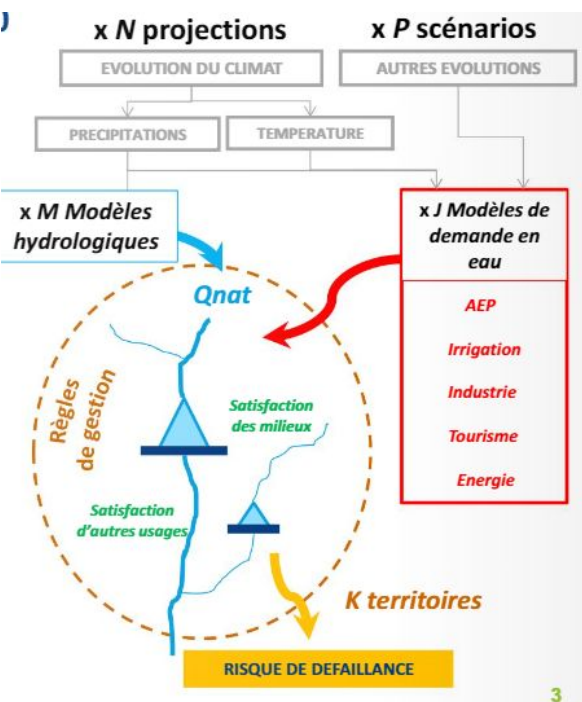 x N projections
x P scénarios
EVOLUTION DU CLIMAT
AUTRES EVOLUTIONS
PRECIPITATIONS
TEMPERATURE
x M Modèles
hydrologiques
x J Modèles de
demande en
eau
Qnat
AEP
Irrigation
Industrie
Tourisme
Energie
Règles
de gestion
Satisfaction
des milieux
Satisfaction
d'autres usages
K territoires
RISQUE DE DEFAILLANCE
3